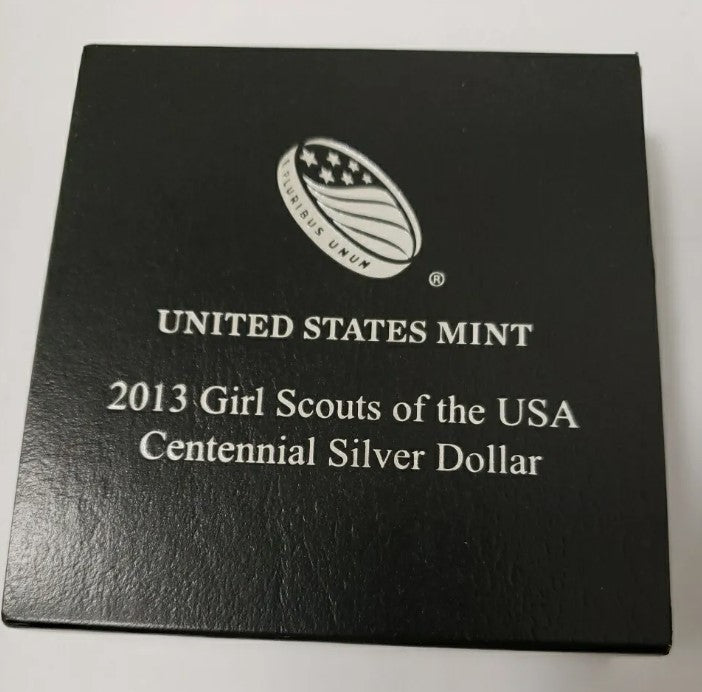 E PLURIBUS UNUM
®
UNITED STATES MINT
2013 Girl Scouts of the USA
Centennial Silver Dollar